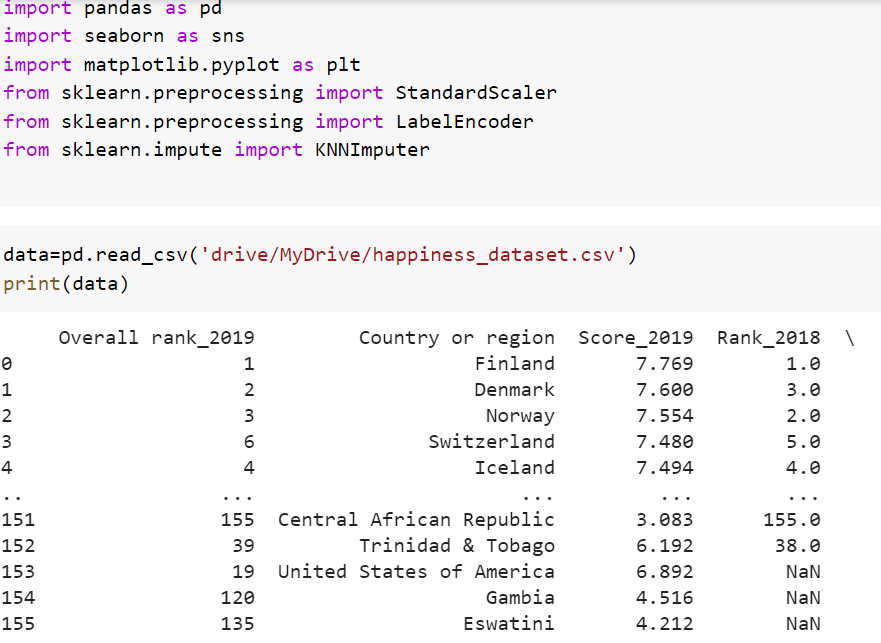 import pandas as pd
import seaborn as sns
import matplotlib.pyplot as plt
from sklearn.preprocessing import StandardScaler
from sklearn.preprocessing import LabelEncoder
from sklearn.impute import KNNImputer
data=pd.read_csv('drive/MyDrive/happiness_dataset.csv')
print(data)
     Overall rank_2019         Country or region  Score_2019  Rank_2018  \
0                    1                   Finland       7.769        1.0
1                    2                   Denmark       7.600        3.0
2                    3                    Norway       7.554        2.0
3                    6               Switzerland       7.480        5.0
4                    4                   Iceland       7.494        4.0
..                 ...                       ...         ...        ...
151                155  Central African Republic       3.083      155.0
152                 39         Trinidad & Tobago       6.192       38.0
153                 19  United States of America       6.892        NaN
154                120                    Gambia       4.516        NaN
155                135                  Eswatini       4.212        NaN